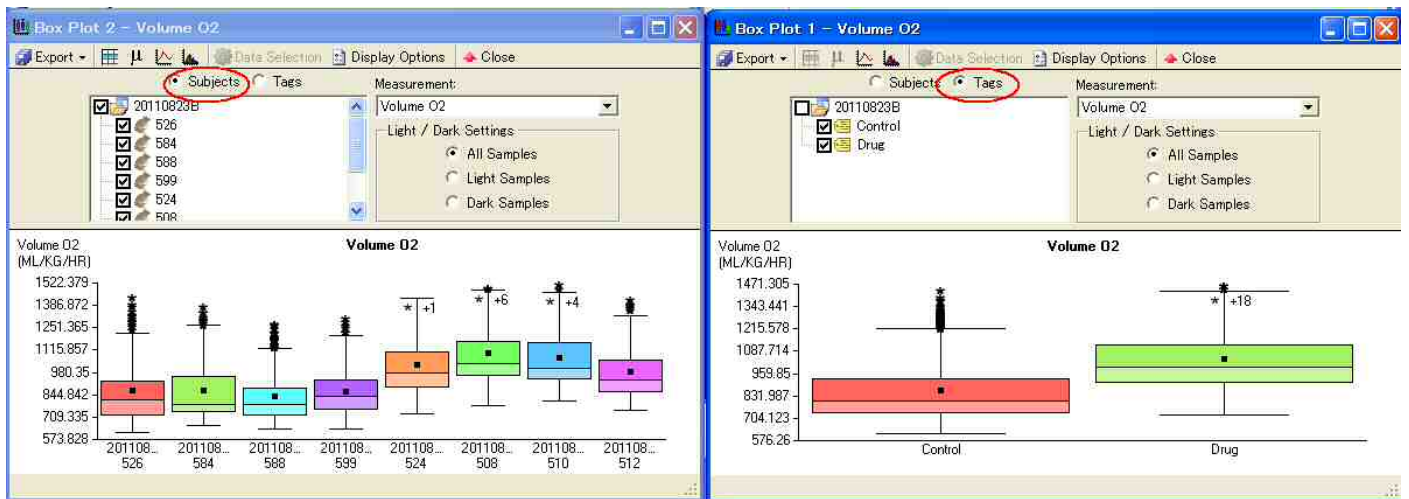 Box Plot 2 - Volume O2
Export
μ
Data Selection
Display Options
Close
Subjects
Tags
Measurement:
20110823B
526
584
588
599
524
508
Volume O2
Light / Dark Settings
All Samples
Light Samples
Dark Samples
Volume O2
(ML/KG/HR)
Volume O2
1522.379
1386.872
1251.365
1115.857
980.35
844.842
709.335
573.828
* +1
* +6
* +4
201108... 201108... 201108... 201108... 201108... 201108... 201108... 201108...
526 584 588 599 524 508 510 512
Box Plot 1 - Volume O2
Export
μ
Data Selection
Display Options
Close
Subjects
Tags
Measurement:
20110823B
Control
Drug
Volume O2
Light / Dark Settings
All Samples
Light Samples
Dark Samples
Volume O2
(ML/KG/HR)
Volume O2
1471.305
1343.441
1215.578
1087.714
959.85
831.987
704.123
576.26
* +18
Control Drug